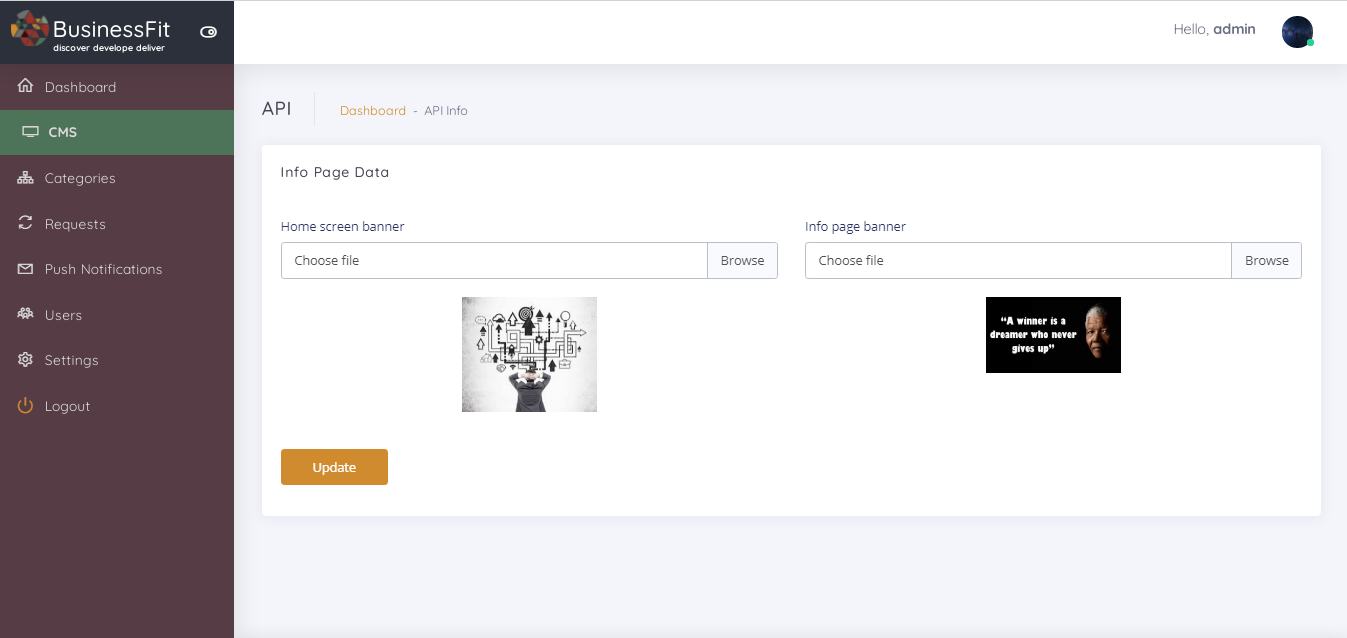 BusinessFit
discover develope deliver
Hello, admin
Dashboard
CMS
Categories
Requests
Push Notifications
Users
Settings
Logout
API
Dashboard - API Info
Info Page Data
Home screen banner
Choose file Browse
Info page banner
Choose file Browse
“A winner is a
dreamer who never
gives up”
Update